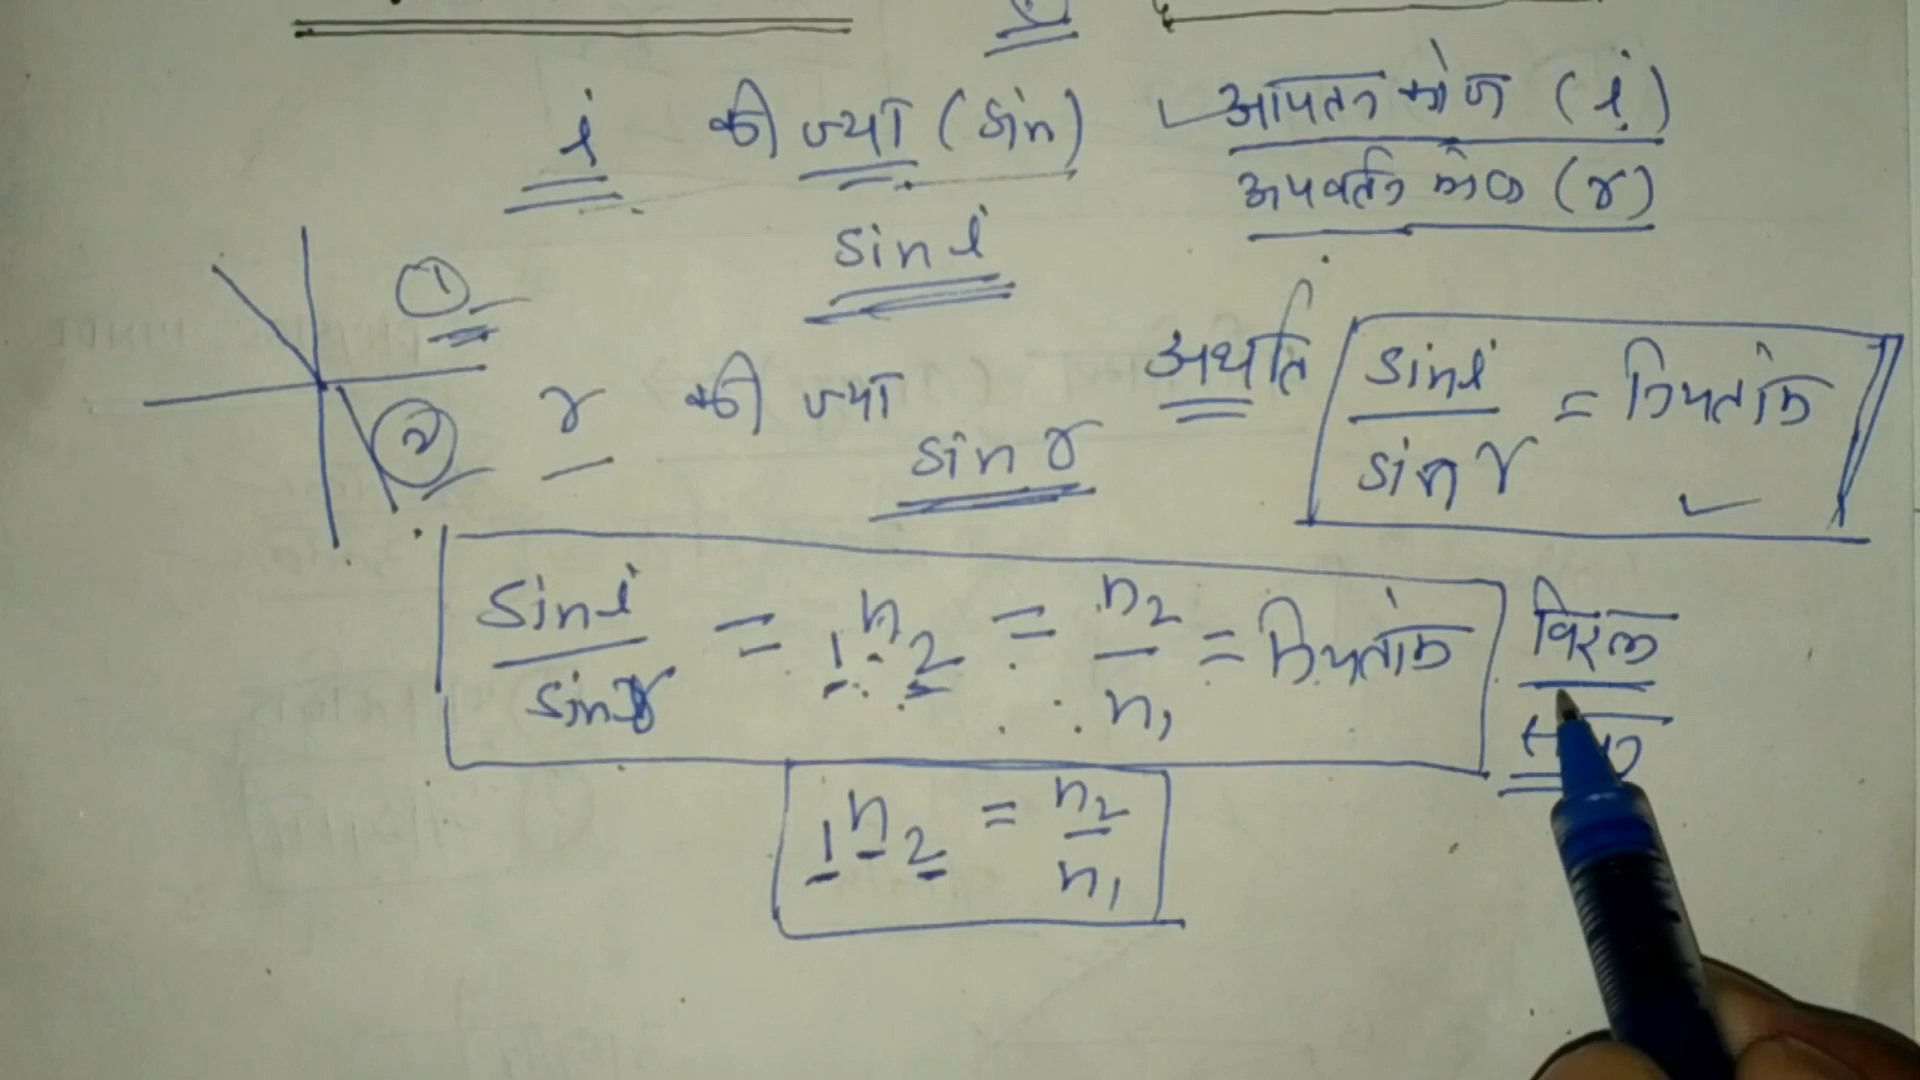 i की ज्या (sin)
आपतन कोण (i)
अपवर्तन कोण (r)
sin i
①
② r की ज्या
sin r
अर्थात sin i / sin r = नियतांक
sin i / sin r = ₁n₂ = n₂ / n₁ = नियतांक
विरल
₁n₂ = n₂ / n₁